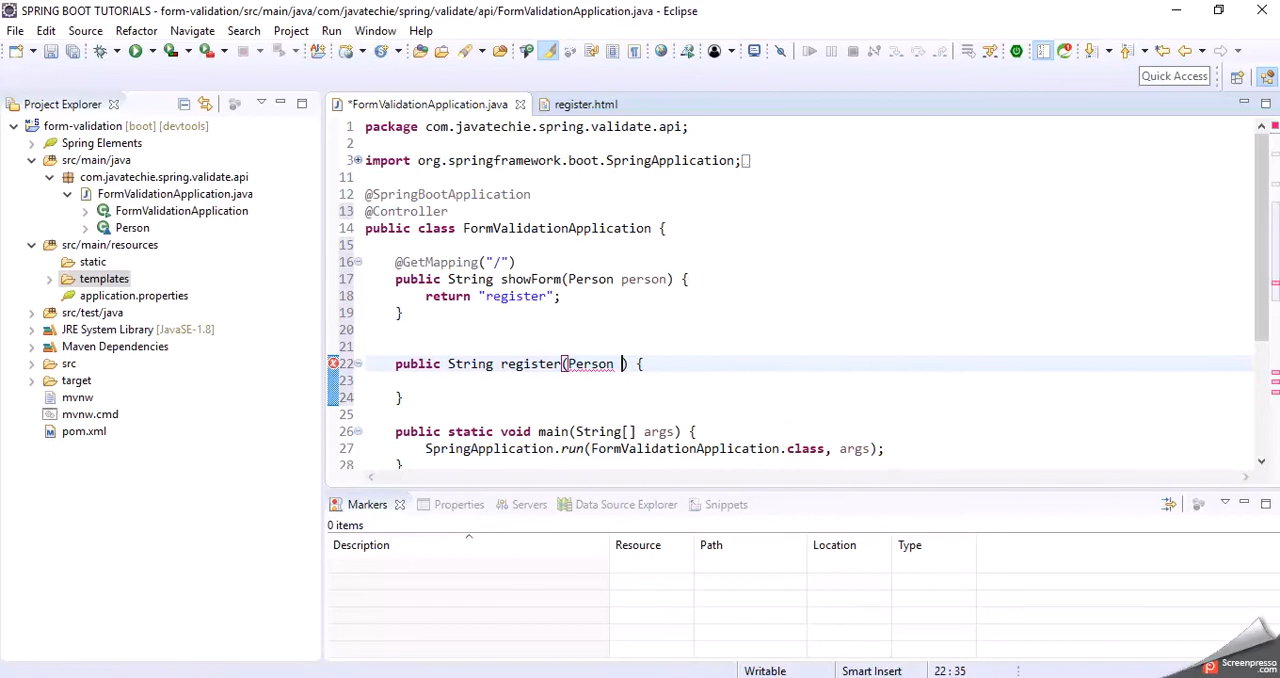 SPRING BOOT TUTORIALS - form-validation/src/main/java/com/javatechie/spring/validate/api/FormValidationApplication.java - Eclipse
File Edit Source Refactor Navigate Search Project Run Window Help
Quick Access
Project Explorer
*FormValidationApplication.java register.html
form-validation [boot] [devtools]
Spring Elements
src/main/java
com.javatechie.spring.validate.api
FormValidationApplication.java
FormValidationApplication
Person
src/main/resources
static
templates
application.properties
src/test/java
JRE System Library [JavaSE-1.8]
Maven Dependencies
src
target
mvnw
mvnw.cmd
pom.xml
1 package com.javatechie.spring.validate.api;
2
3 import org.springframework.boot.SpringApplication;
11
12 @SpringBootApplication
13 @Controller
14 public class FormValidationApplication {
15
16 @GetMapping("/")
17 public String showForm(Person person) {
18 return "register";
19 }
20
21
22 public String register(Person ) {
23
24 }
25
26 public static void main(String[] args) {
27 SpringApplication.run(FormValidationApplication.class, args);
28 }
Markers Properties Servers Data Source Explorer Snippets
0 items
Description Resource Path Location Type
Writable Smart Insert 22 : 35
Screenpresso
.com